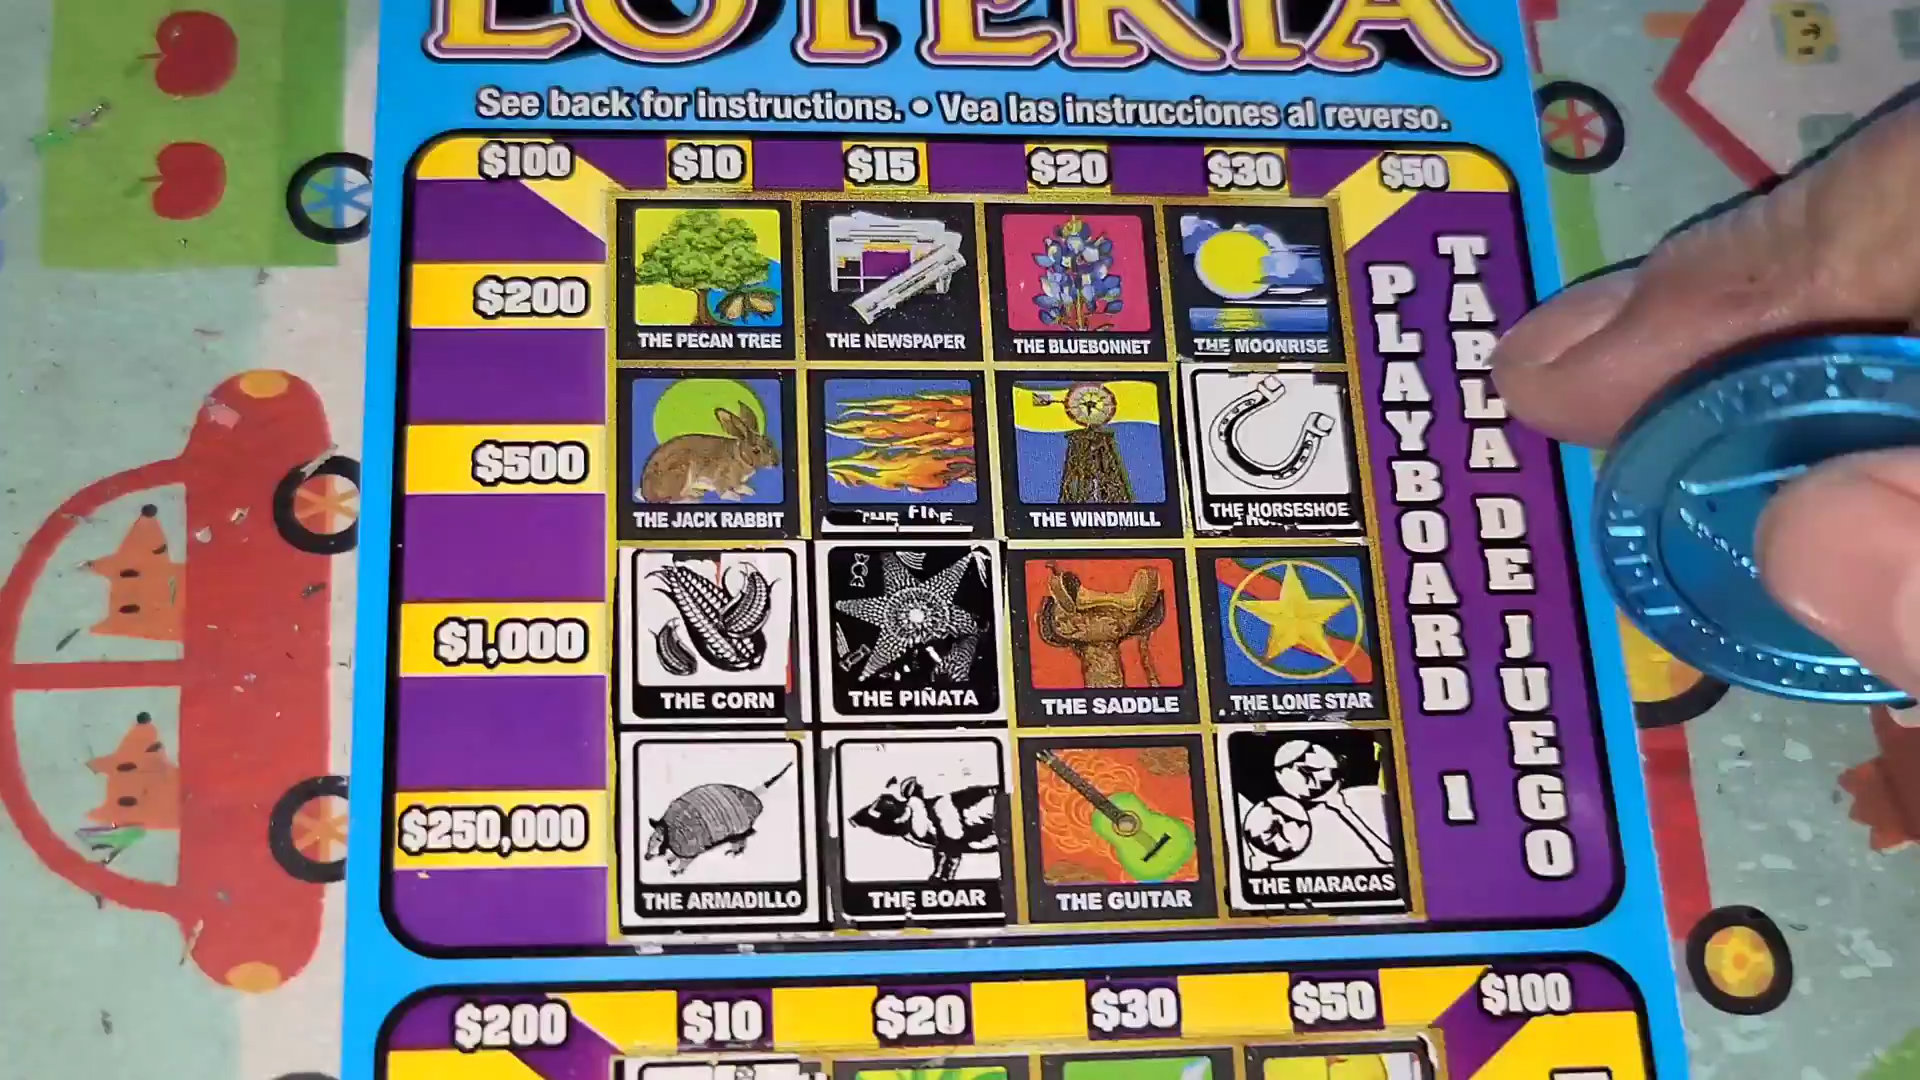 LOTERIA
See back for instructions. • Vea las instrucciones al reverso.
$100 $10 $15 $20 $30 $50
$200
$500
$1,000
$250,000
THE PECAN TREE THE NEWSPAPER THE BLUEBONNET THE MOONRISE
THE JACK RABBIT THE FIRE THE WINDMILL THE HORSESHOE
THE CORN THE PIÑATA THE SADDLE THE LONE STAR
THE ARMADILLO THE BOAR THE GUITAR THE MARACAS
TABLA DE JUEGO
PLAYBOARD 1
$200 $10 $20 $30 $50 $100